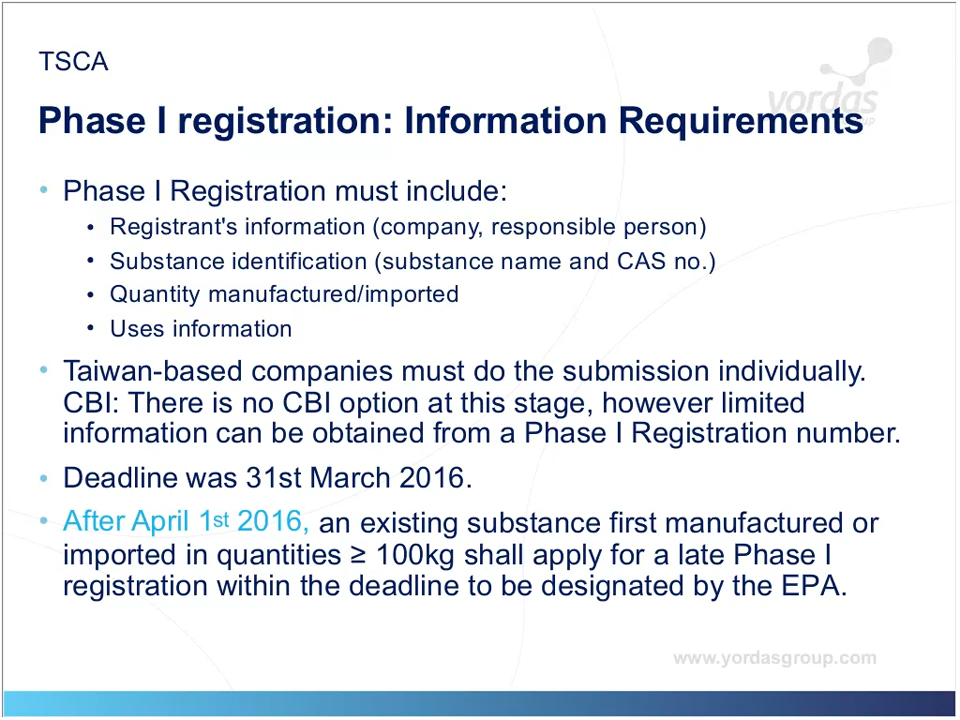 TSCA
yordas
Phase I registration: Information Requirements
• Phase I Registration must include:
• Registrant's information (company, responsible person)
• Substance identification (substance name and CAS no.)
• Quantity manufactured/imported
• Uses information
• Taiwan-based companies must do the submission individually.
CBI: There is no CBI option at this stage, however limited
information can be obtained from a Phase I Registration number.
• Deadline was 31st March 2016.
• After April 1st 2016, an existing substance first manufactured or
imported in quantities ≥ 100kg shall apply for a late Phase I
registration within the deadline to be designated by the EPA.
www.yordasgroup.com